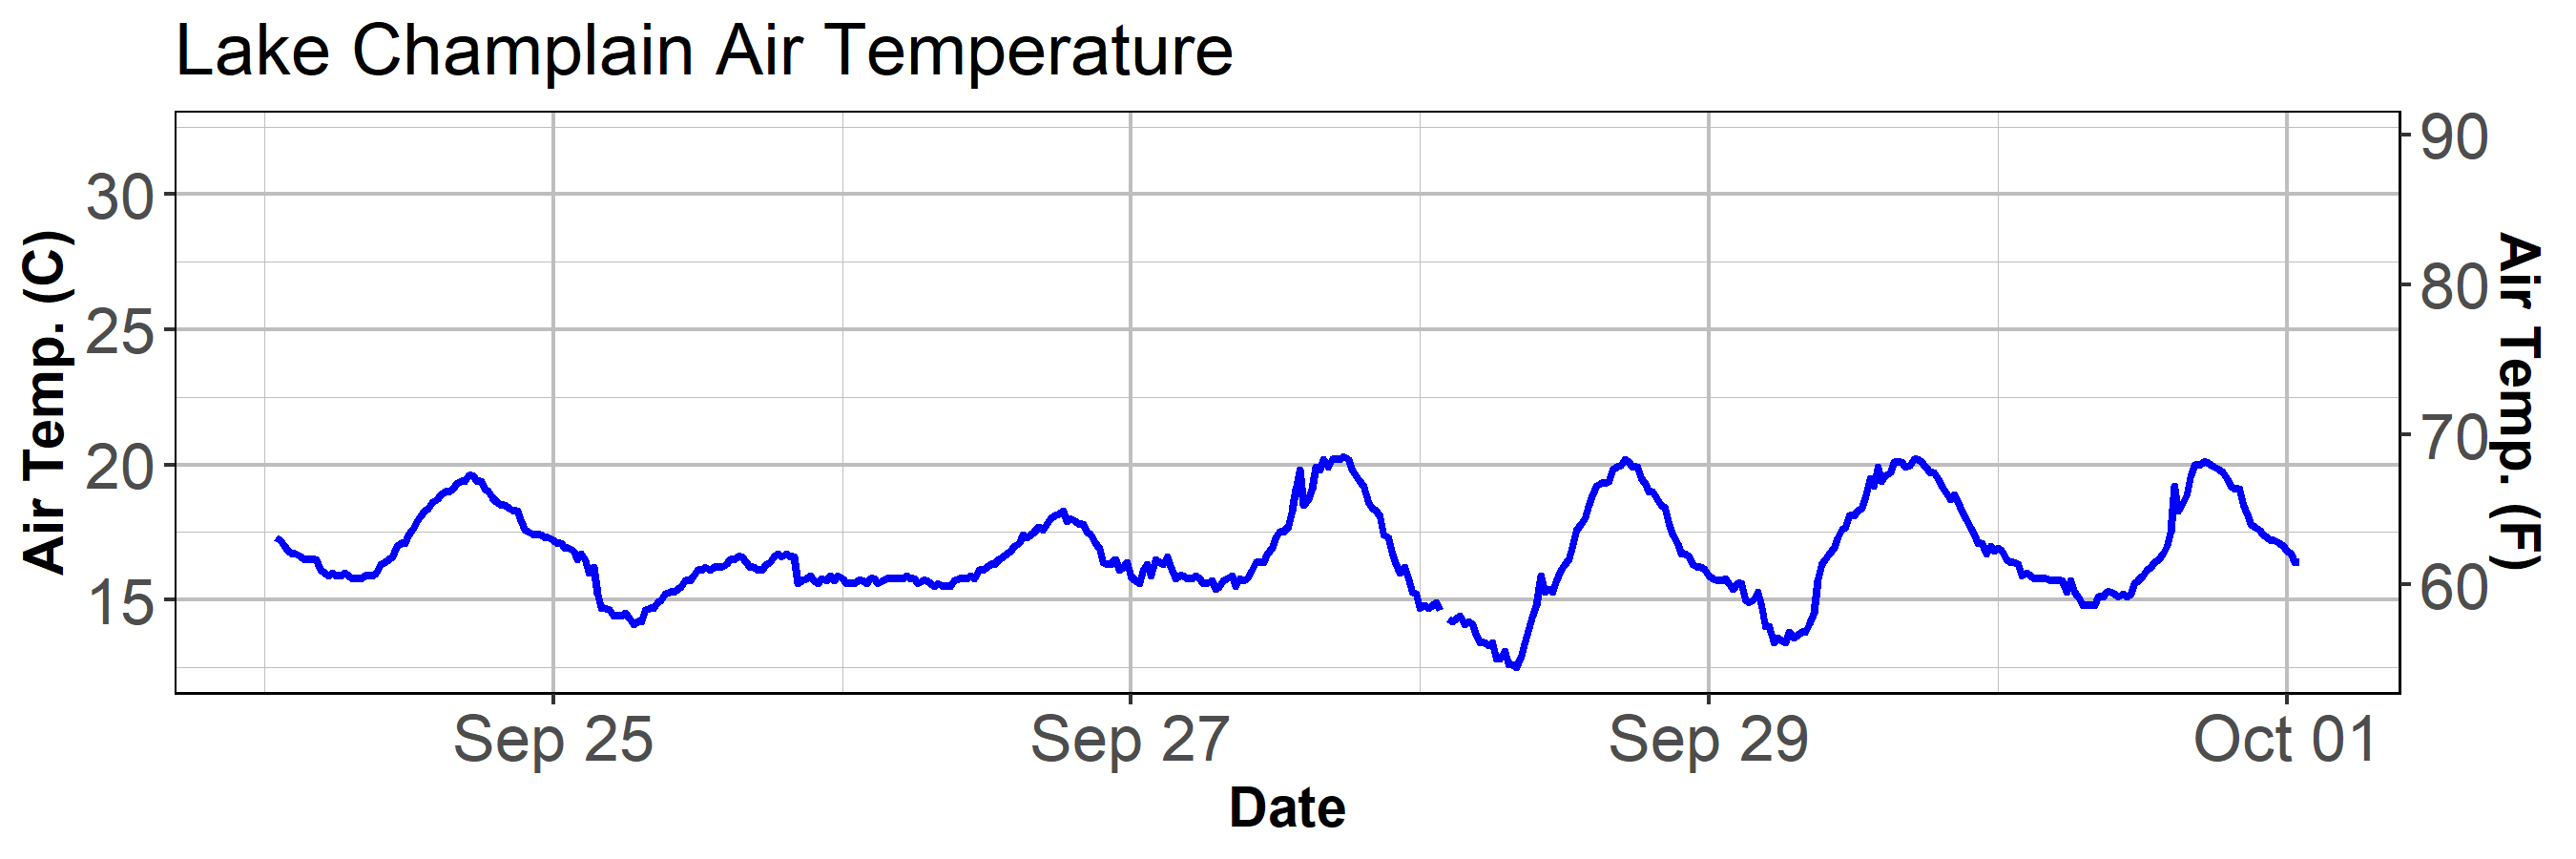 Lake Champlain Air Temperature
Air Temp. (C)
30
25
20
15
90
80
70
60
Air Temp. (F)
Sep 25
Sep 27
Sep 29
Oct 01
Date